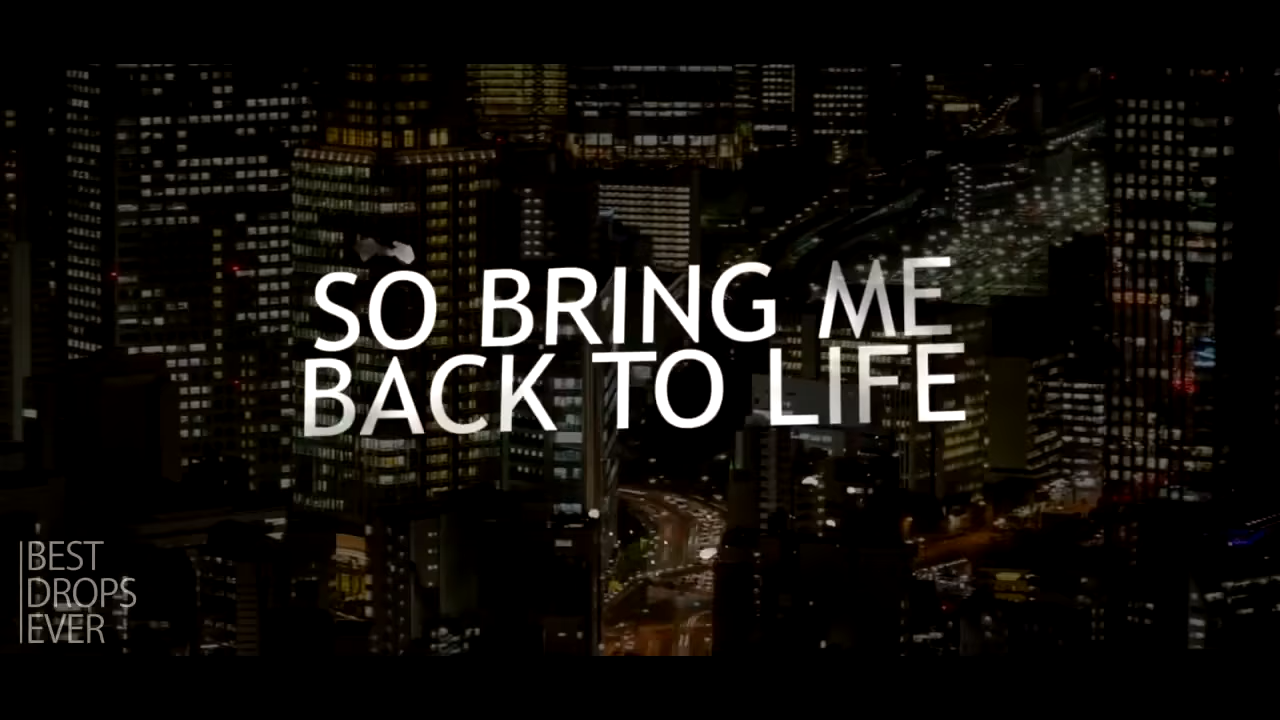 SO BRING ME
BACK TO LIFE
BEST
DROPS
EVER